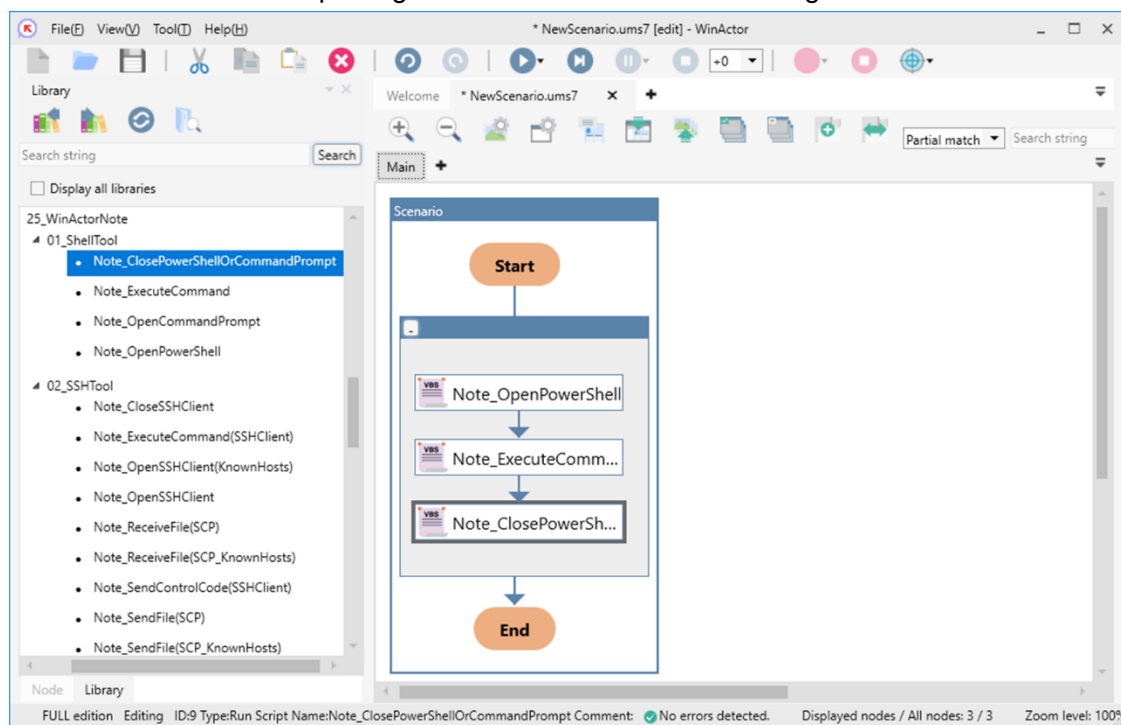 File(F) View(V) Tool(T) Help(H)
* NewScenario.ums7 [edit] - WinActor
+0
Library
Search string
Search
Display all libraries
25_WinActorNote
01_ShellTool
Note_ClosePowerShellOrCommandPrompt
Note_ExecuteCommand
Note_OpenCommandPrompt
Note_OpenPowerShell
02_SSHTool
Note_CloseSSHClient
Note_ExecuteCommand(SSHClient)
Note_OpenSSHClient(KnownHosts)
Note_OpenSSHClient
Note_ReceiveFile(SCP)
Note_ReceiveFile(SCP_KnownHosts)
Note_SendControlCode(SSHClient)
Note_SendFile(SCP)
Note_SendFile(SCP_KnownHosts)
Node Library
Welcome * NewScenario.ums7
Partial match Search string
Main
Scenario
Start
VBS Note_OpenPowerShell
VBS Note_ExecuteComm...
VBS Note_ClosePowerSh...
End
FULL edition Editing ID:9 Type:Run Script Name:Note_ClosePowerShellOrCommandPrompt Comment: No errors detected. Displayed nodes / All nodes: 3 / 3 Zoom level: 100%